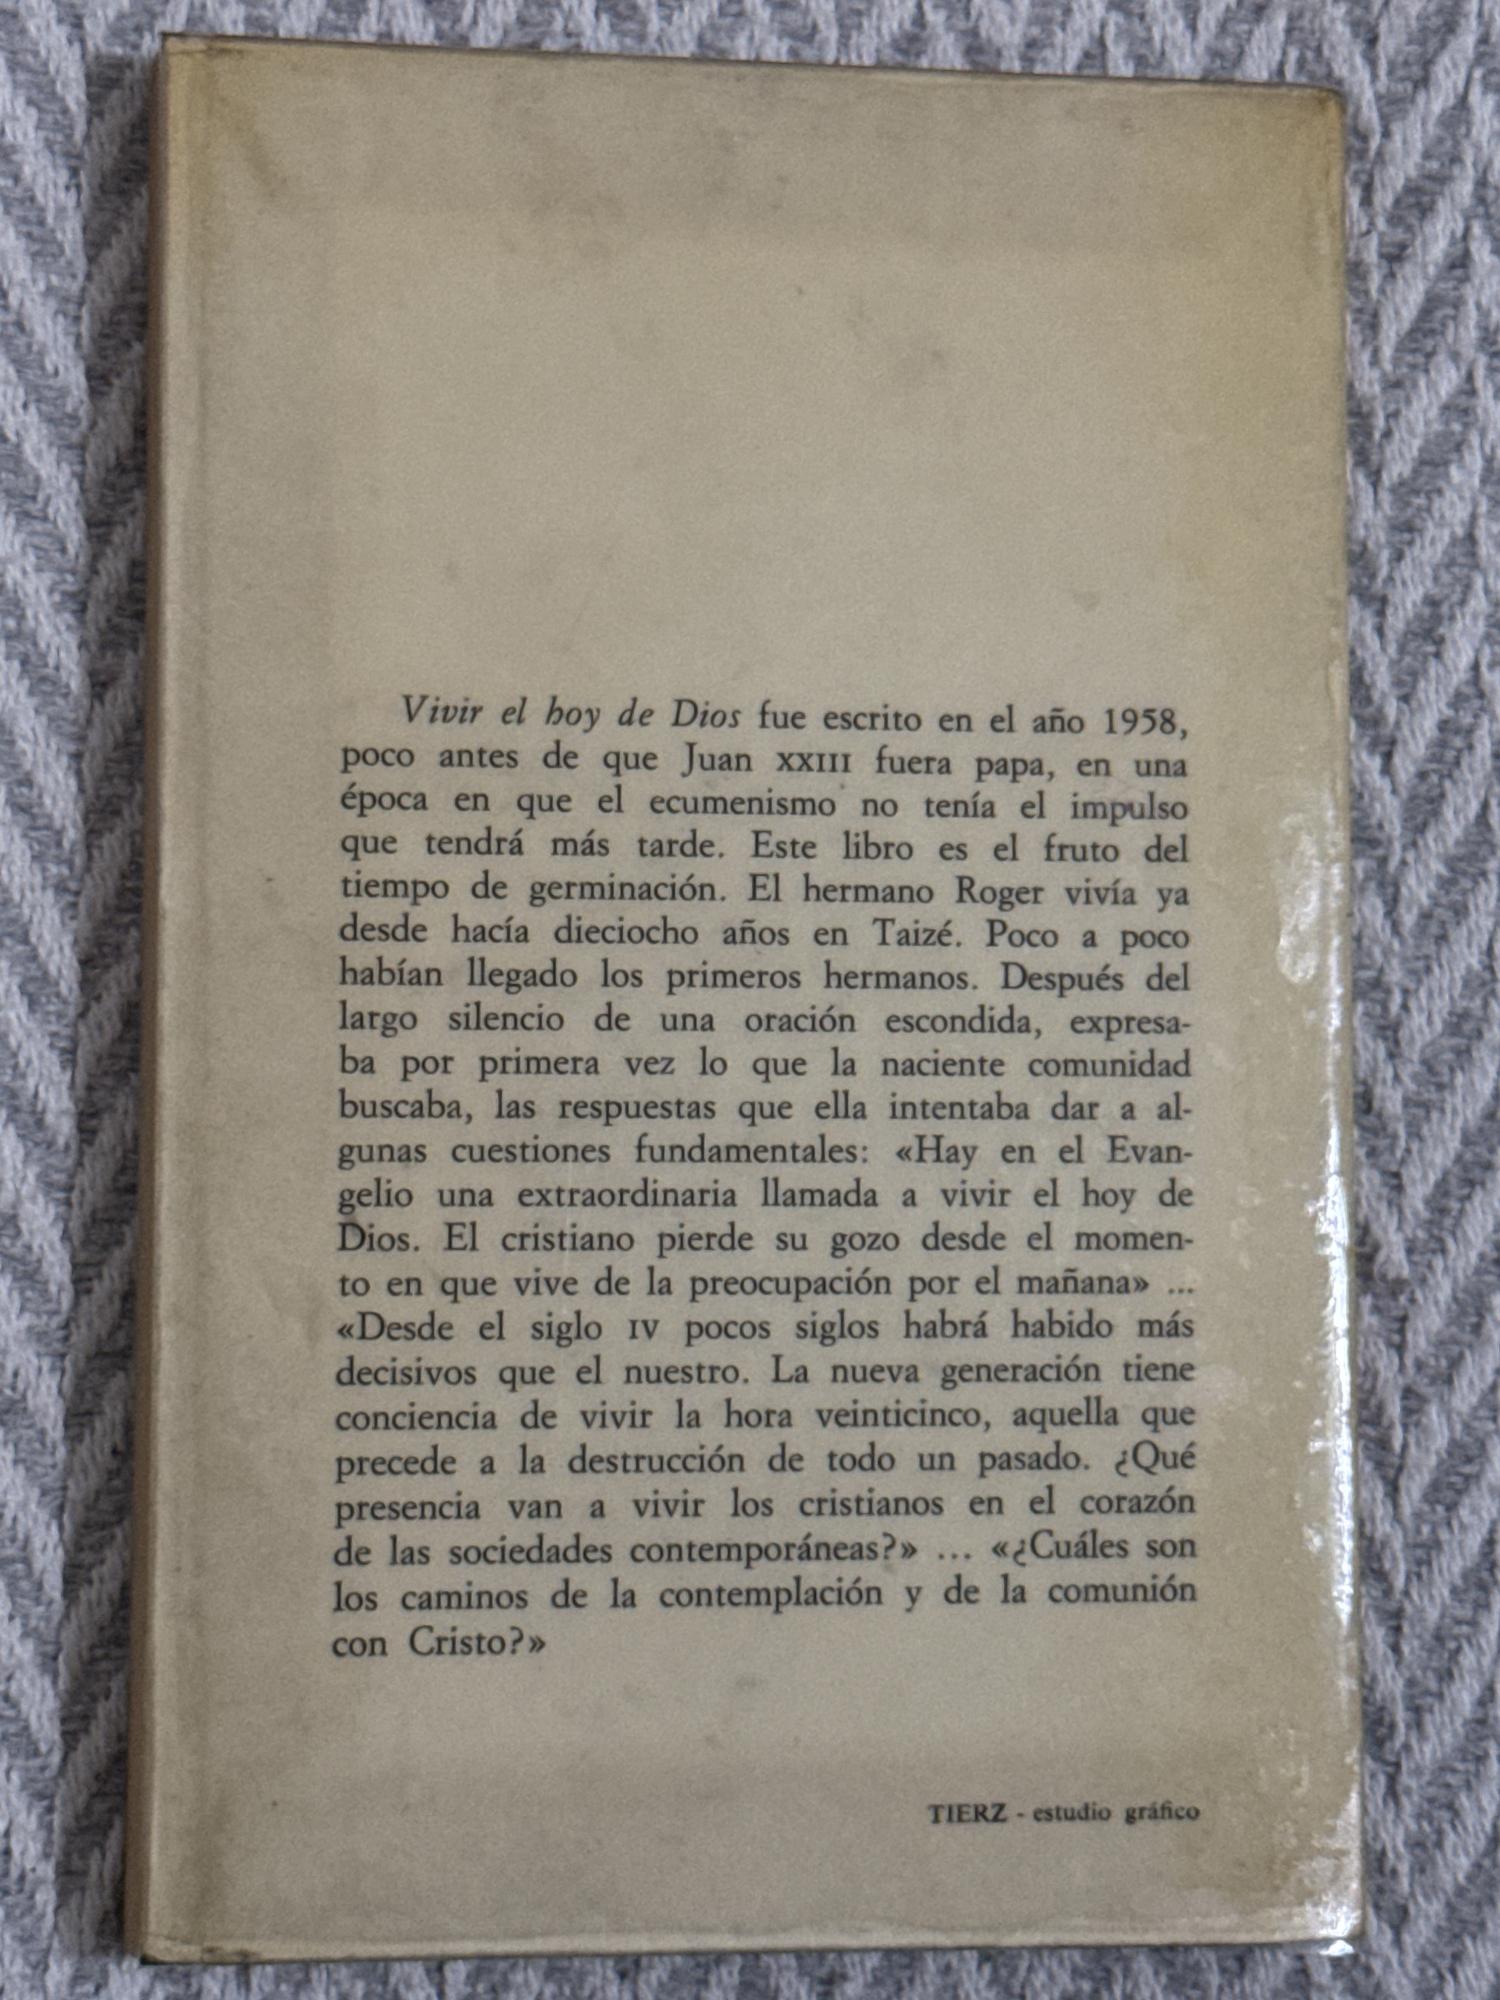 Vivir el hoy de Dios fue escrito en el año 1958,
poco antes de que Juan XXIII fuera papa, en una
época en que el ecumenismo no tenía el impulso
que tendrá más tarde. Este libro es el fruto del
tiempo de germinación. El hermano Roger vivía ya
desde hacía dieciocho años en Taizé. Poco a poco
habían llegado los primeros hermanos. Después del
largo silencio de una oración escondida, expresa-
ba por primera vez lo que la naciente comunidad
buscaba, las respuestas que ella intentaba dar a al-
gunas cuestiones fundamentales: «Hay en el Evan-
gelio una extraordinaria llamada a vivir el hoy de
Dios. El cristiano pierde su gozo desde el momen-
to en que vive de la preocupación por el mañana» ...
«Desde el siglo IV pocos siglos habrá habido más
decisivos que el nuestro. La nueva generación tiene
conciencia de vivir la hora veinticinco, aquella que
precede a la destrucción de todo un pasado. ¿Qué
presencia van a vivir los cristianos en el corazón
de las sociedades contemporáneas?» ... «¿Cuáles son
los caminos de la contemplación y de la comunión
con Cristo?»
TIERZ - estudio gráfico